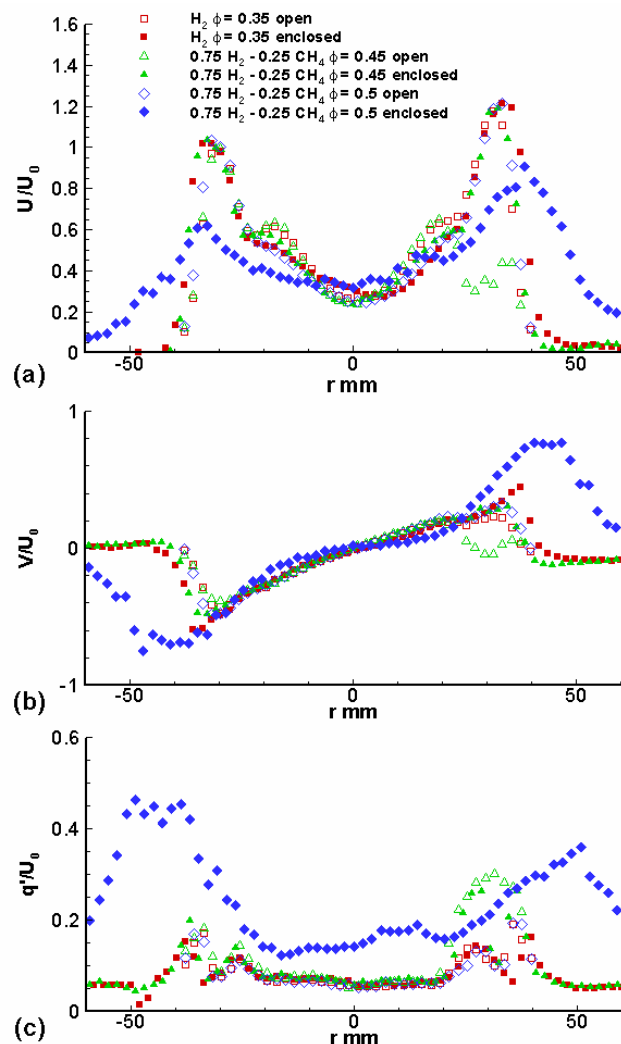 H2 ϕ = 0.35 open
H2 ϕ = 0.35 enclosed
0.75 H2 - 0.25 CH4 ϕ = 0.45 open
0.75 H2 - 0.25 CH4 ϕ = 0.45 enclosed
0.75 H2 - 0.25 CH4 ϕ = 0.5 open
0.75 H2 - 0.25 CH4 ϕ = 0.5 enclosed
1.6
1.4
1.2
1
0.8
0.6
0.4
0.2
0
U/U0
-50
0
50
r mm
(a)
1
0
-1
V/U0
-50
0
50
r mm
(b)
0.6
0.4
0.2
0
q'/U0
-50
0
50
r mm
(c)